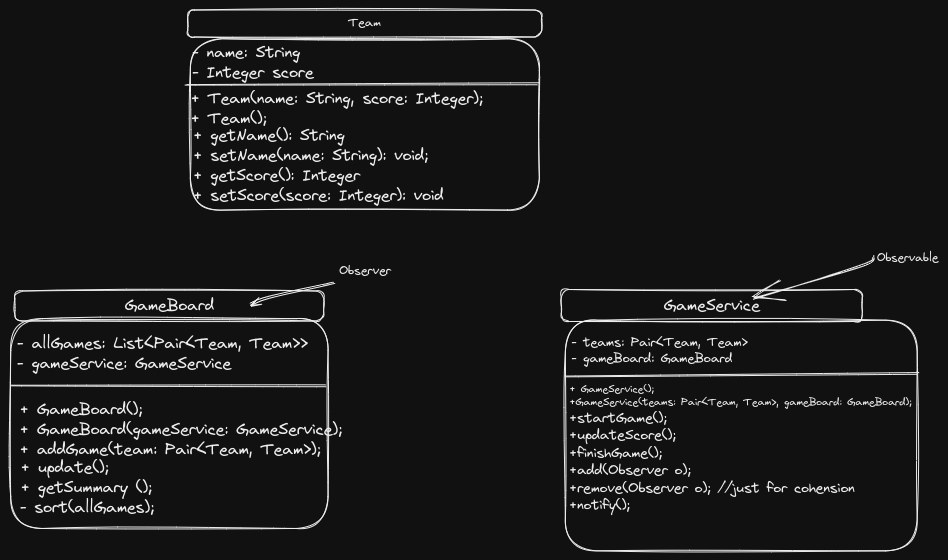 Team
- name: String
- Integer score
+ Team(name: String, score: Integer);
+ Team();
+ getName(): String
+ setName(name: String): void;
+ getScore(): Integer
+ setScore(score: Integer): void
Observer
GameBoard
- allGames: List<Pair<Team, Team>>
- gameService: GameService
+ GameBoard();
+ GameBoard(gameService: GameService);
+ addGame(team: Pair<Team, Team>);
+ update();
+ getSummary ();
- sort(allGames);
Observable
GameService
- teams: Pair<Team, Team>
- gameBoard: GameBoard
+ GameService();
+GameService(teams: Pair<Team, Team>, gameBoard: GameBoard);
+startGame();
+updateScore();
+finishGame();
+add(Observer o);
+remove(Observer o); //just for cohension
+notify();